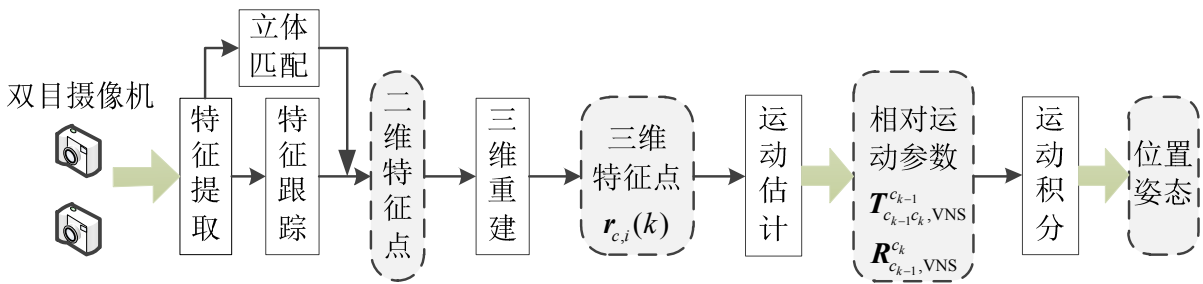 双目摄像机
特征提取
立体
匹配
特征跟踪
二维特征点
三维重建
三维
特征点
r_{c,i}(k)
运动估计
相对运
动参数
T^{c_{k-1}}_{c_{k-1}c_k,VNS}
R^{c_k}_{c_{k-1},VNS}
运动积分
位置
姿态